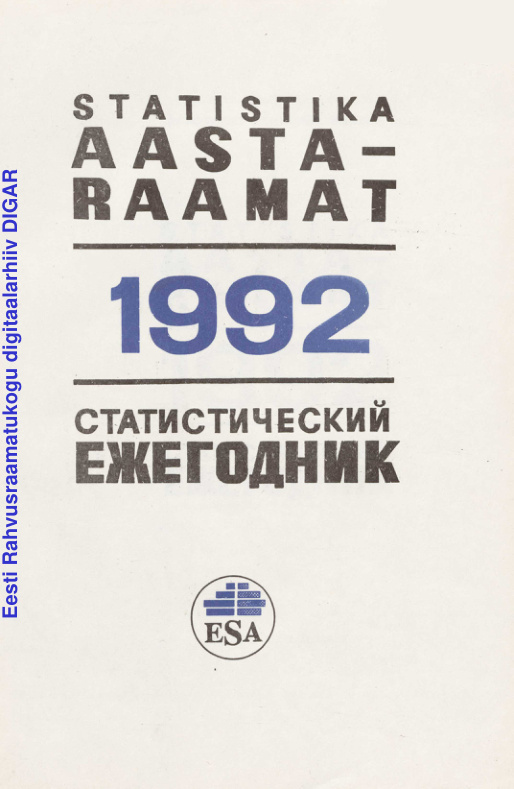 STATISTIKA
AASTA-
RAAMAT
1992
СТАТИСТИЧЕСКИЙ
ЕЖЕГОДНИК
ESA
Eesti Rahvusraamatukogu digitaalarhiiv DIGAR